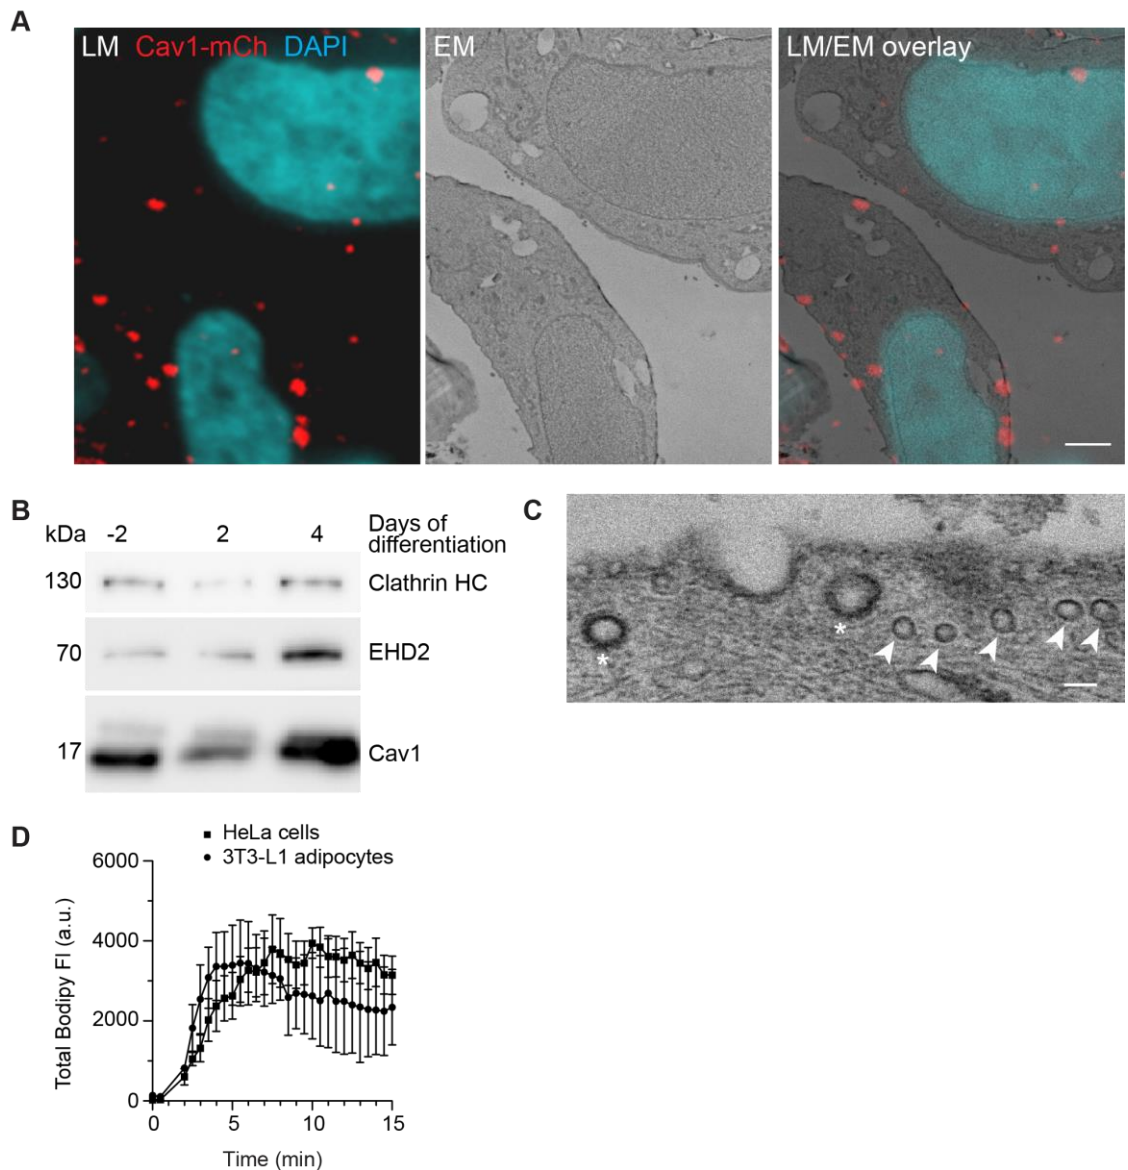 A
LM Cav1-mCh DAPI
EM
LM/EM overlay
B
kDa -2 2 4 Days of
differentiation
130 Clathrin HC
70 EHD2
17 Cav1
C
*
*
D
HeLa cells
3T3-L1 adipocytes
Total Bodipy FI (a.u.)
6000
4000
2000
0
0 5 10 15
Time (min)